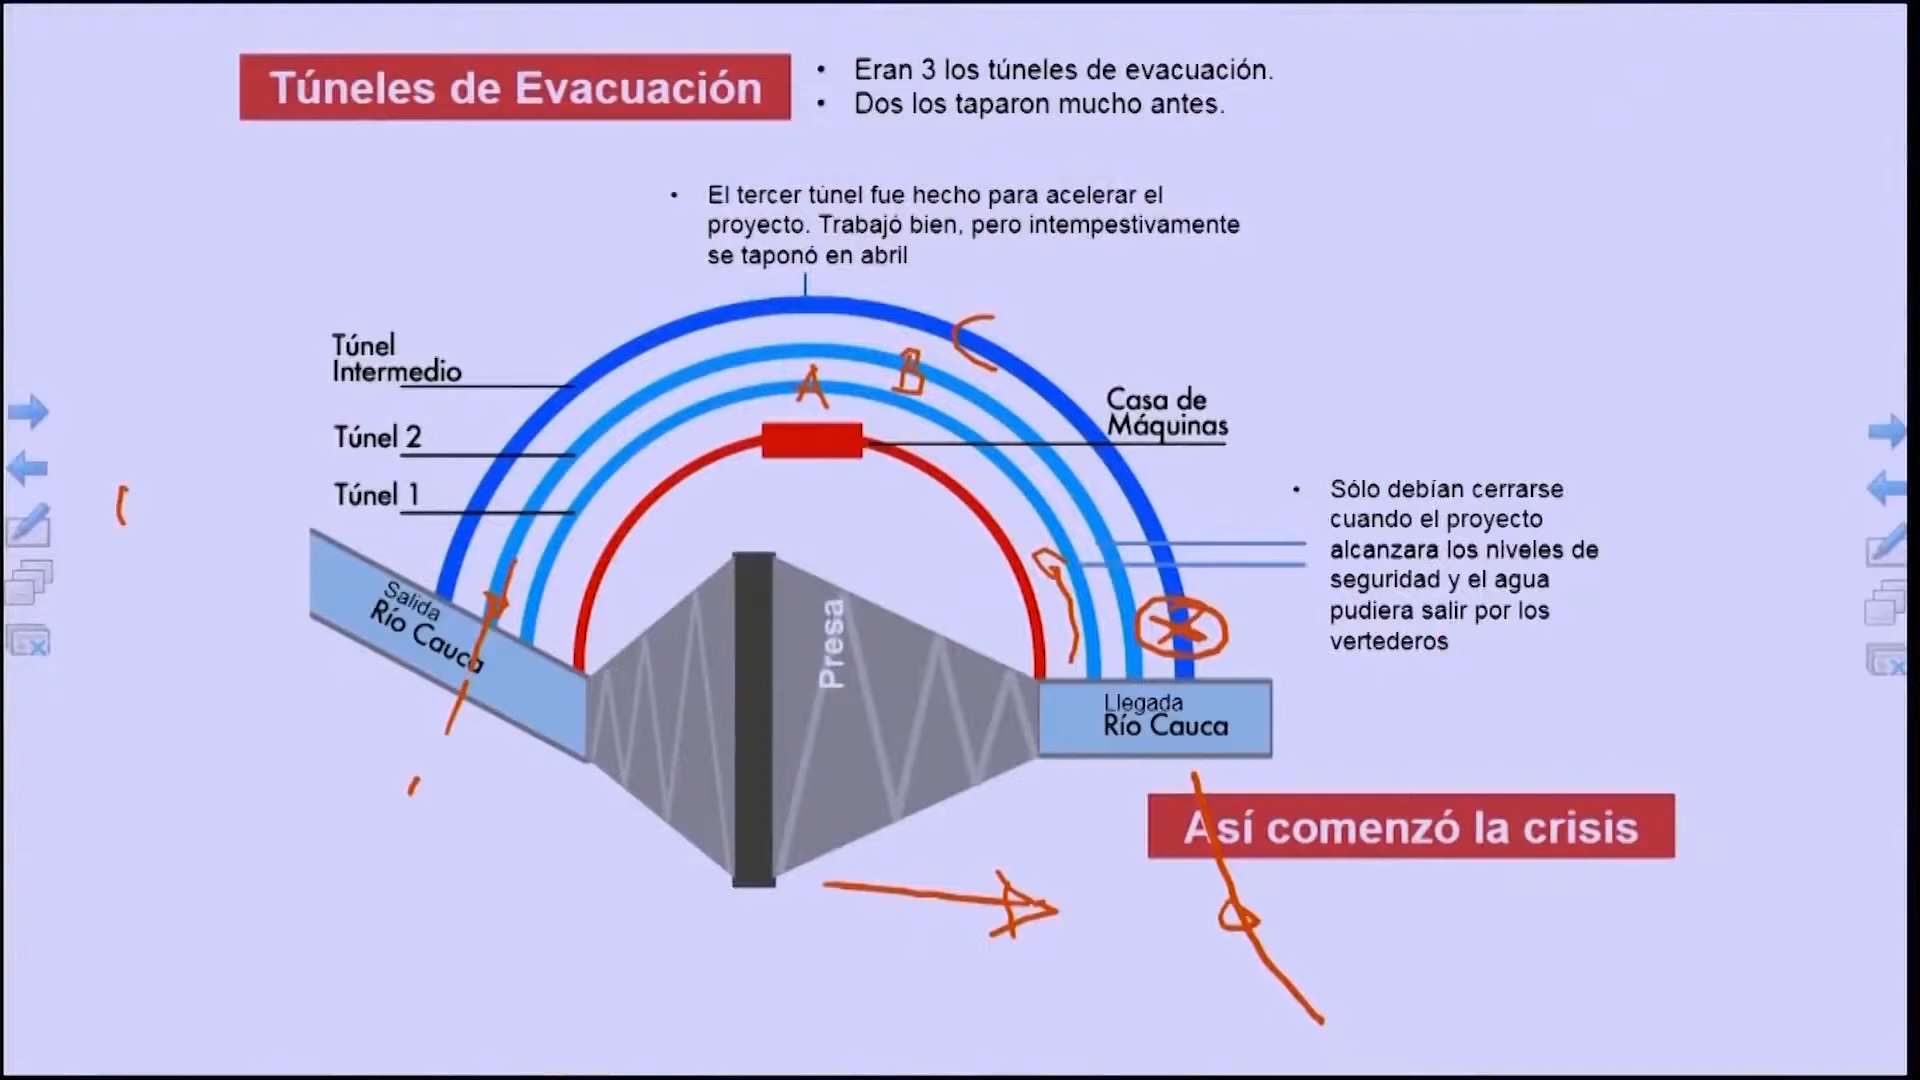 Túneles de Evacuación
• Eran 3 los túneles de evacuación.
• Dos los taparon mucho antes.
• El tercer túnel fue hecho para acelerar el
proyecto. Trabajó bien, pero intempestivamente
se taponó en abril
Túnel
Intermedio
Túnel 2
Túnel 1
C
B
A
Casa de
Máquinas
• Sólo debían cerrarse
cuando el proyecto
alcanzara los niveles de
seguridad y el agua
pudiera salir por los
vertederos
Salida
Río Cauca
Presa
Llegada
Río Cauca
Así comenzó la crisis